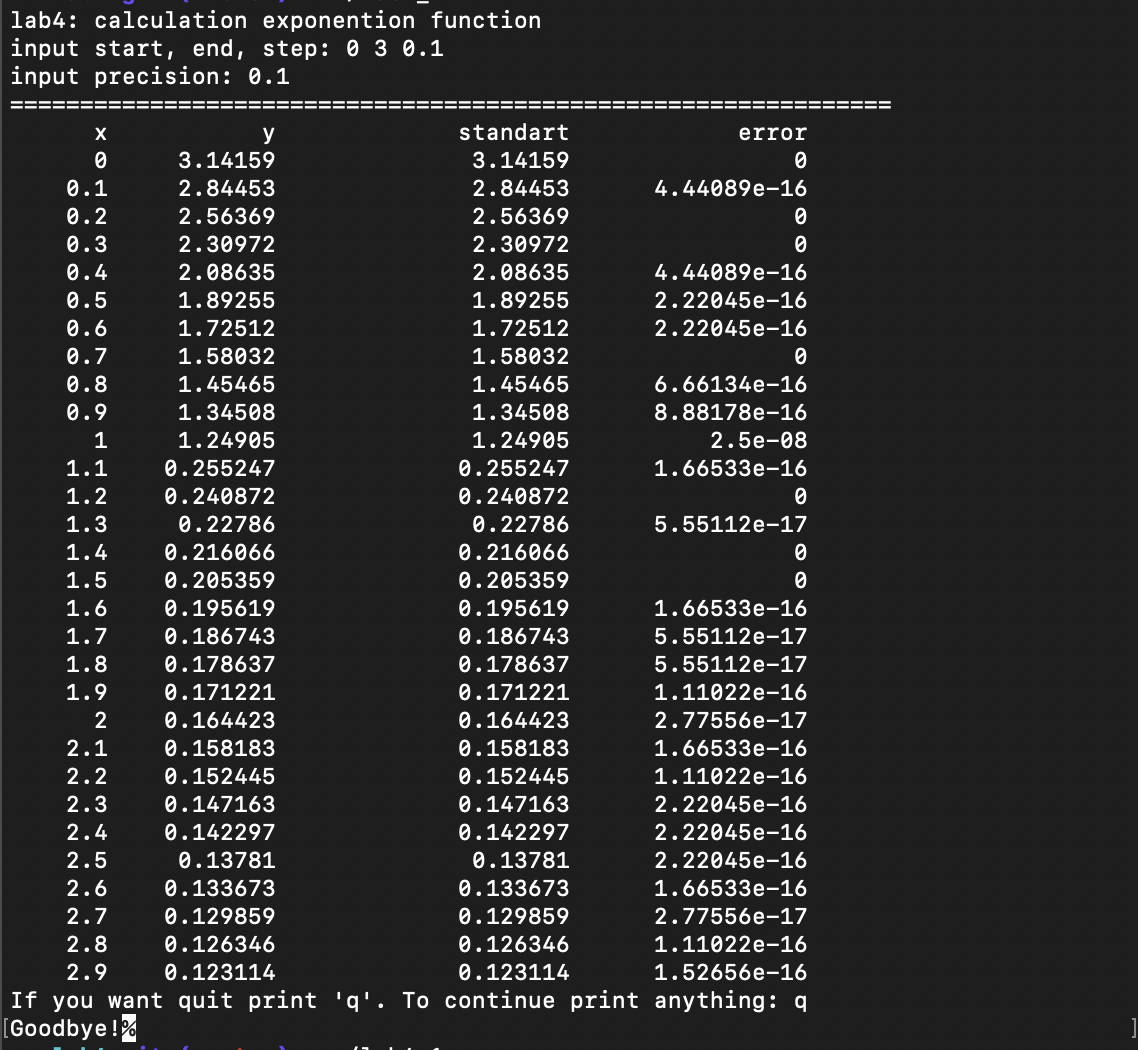 lab4: calculation exponention function
input start, end, step: 0 3 0.1
input precision: 0.1
===============================================================
x y standart error
0 3.14159 3.14159 0
0.1 2.84453 2.84453 4.44089e-16
0.2 2.56369 2.56369 0
0.3 2.30972 2.30972 0
0.4 2.08635 2.08635 4.44089e-16
0.5 1.89255 1.89255 2.22045e-16
0.6 1.72512 1.72512 2.22045e-16
0.7 1.58032 1.58032 0
0.8 1.45465 1.45465 6.66134e-16
0.9 1.34508 1.34508 8.88178e-16
1 1.24905 1.24905 2.5e-08
1.1 0.255247 0.255247 1.66533e-16
1.2 0.240872 0.240872 0
1.3 0.22786 0.22786 5.55112e-17
1.4 0.216066 0.216066 0
1.5 0.205359 0.205359 0
1.6 0.195619 0.195619 1.66533e-16
1.7 0.186743 0.186743 5.55112e-17
1.8 0.178637 0.178637 5.55112e-17
1.9 0.171221 0.171221 1.11022e-16
2 0.164423 0.164423 2.77556e-17
2.1 0.158183 0.158183 1.66533e-16
2.2 0.152445 0.152445 1.11022e-16
2.3 0.147163 0.147163 2.22045e-16
2.4 0.142297 0.142297 2.22045e-16
2.5 0.13781 0.13781 2.22045e-16
2.6 0.133673 0.133673 1.66533e-16
2.7 0.129859 0.129859 2.77556e-17
2.8 0.126346 0.126346 1.11022e-16
2.9 0.123114 0.123114 1.52656e-16
If you want quit print 'q'. To continue print anything: q
[Goodbye!% ]